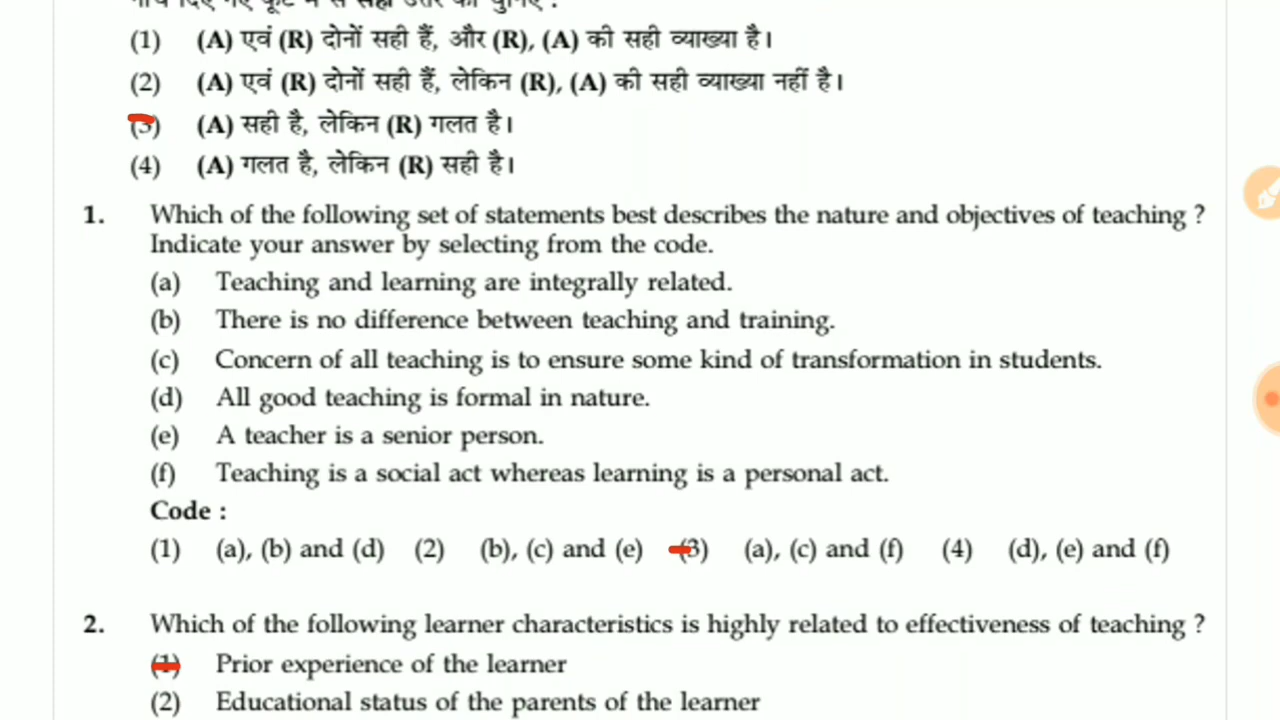 (1) (A) एवं (R) दोनों सही हैं, और (R), (A) की सही व्याख्या है।
(2) (A) एवं (R) दोनों सही हैं, लेकिन (R), (A) की सही व्याख्या नहीं है।
(3) (A) सही है, लेकिन (R) गलत है।
(4) (A) गलत है, लेकिन (R) सही है।
1. Which of the following set of statements best describes the nature and objectives of teaching ?
Indicate your answer by selecting from the code.
(a) Teaching and learning are integrally related.
(b) There is no difference between teaching and training.
(c) Concern of all teaching is to ensure some kind of transformation in students.
(d) All good teaching is formal in nature.
(e) A teacher is a senior person.
(f) Teaching is a social act whereas learning is a personal act.
Code :
(1) (a), (b) and (d) (2) (b), (c) and (e) (3) (a), (c) and (f) (4) (d), (e) and (f)
2. Which of the following learner characteristics is highly related to effectiveness of teaching ?
(1) Prior experience of the learner
(2) Educational status of the parents of the learner